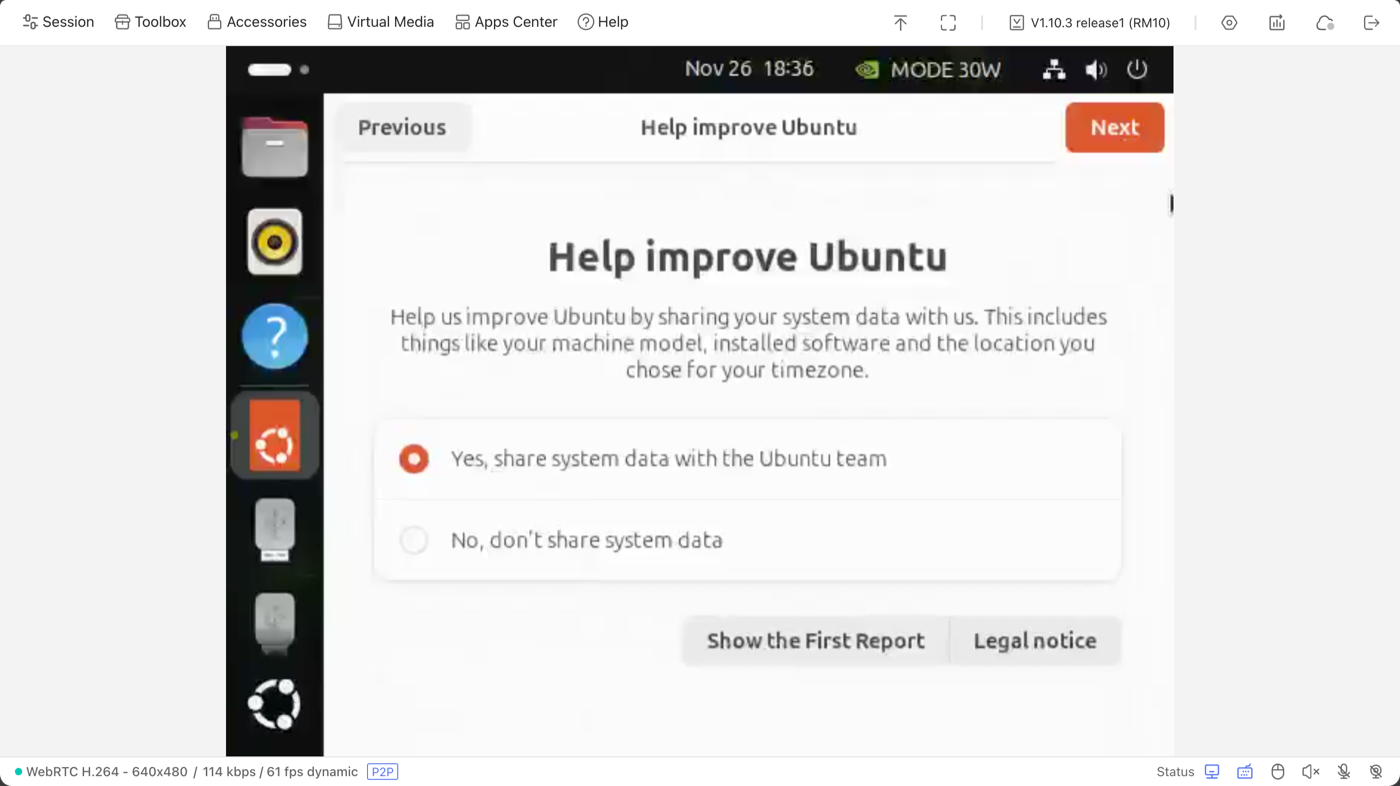 Session Toolbox Accessories Virtual Media Apps Center Help V1.10.3 release1 (RM10)
Nov 26 18:36 MODE 30W
Previous Help improve Ubuntu Next
Help improve Ubuntu
Help us improve Ubuntu by sharing your system data with us. This includes
things like your machine model, installed software and the location you
chose for your timezone.
Yes, share system data with the Ubuntu team
No, don't share system data
Show the First Report Legal notice
WebRTC H.264 - 640x480 / 114 kbps / 61 fps dynamic P2P Status